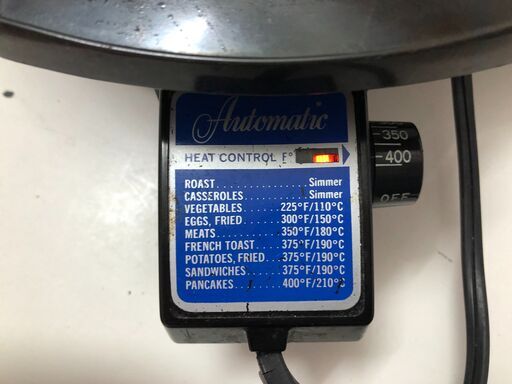 Automatic
HEAT CONTROL F°
ROAST.....................Simmer
CASSEROLES............Simmer
VEGETABLES......225°F/110°C
EGGS, FRIED....300°F/150°C
MEATS...........350°F/180°C
FRENCH TOAST...375°F/190°C
POTATOES, FRIED...375°F/190°C
SANDWICHES.....375°F/190°C
PANCAKES........400°F/210°C
350
400
OFF